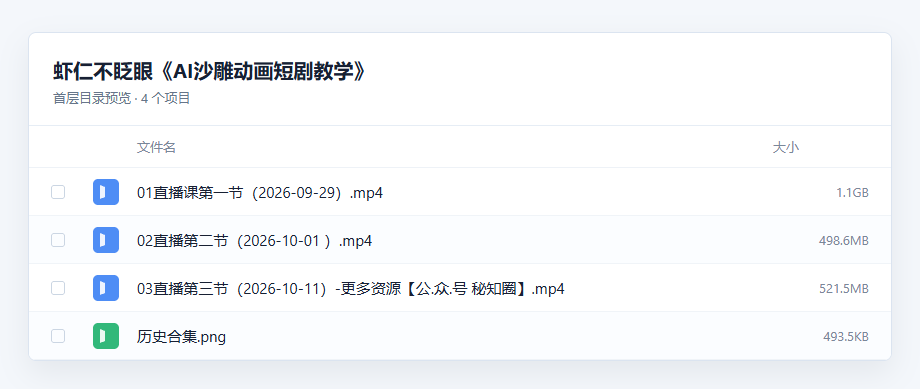 虾仁不眨眼《AI沙雕动画短剧教学》
首层目录预览 · 4 个项目
文件名 大小
01直播课第一节（2026-09-29）.mp4 1.1GB
02直播第二节（2026-10-01 ）.mp4 498.6MB
03直播第三节（2026-10-11）-更多资源【公.众.号 秘知圈】.mp4 521.5MB
历史合集.png 493.5KB